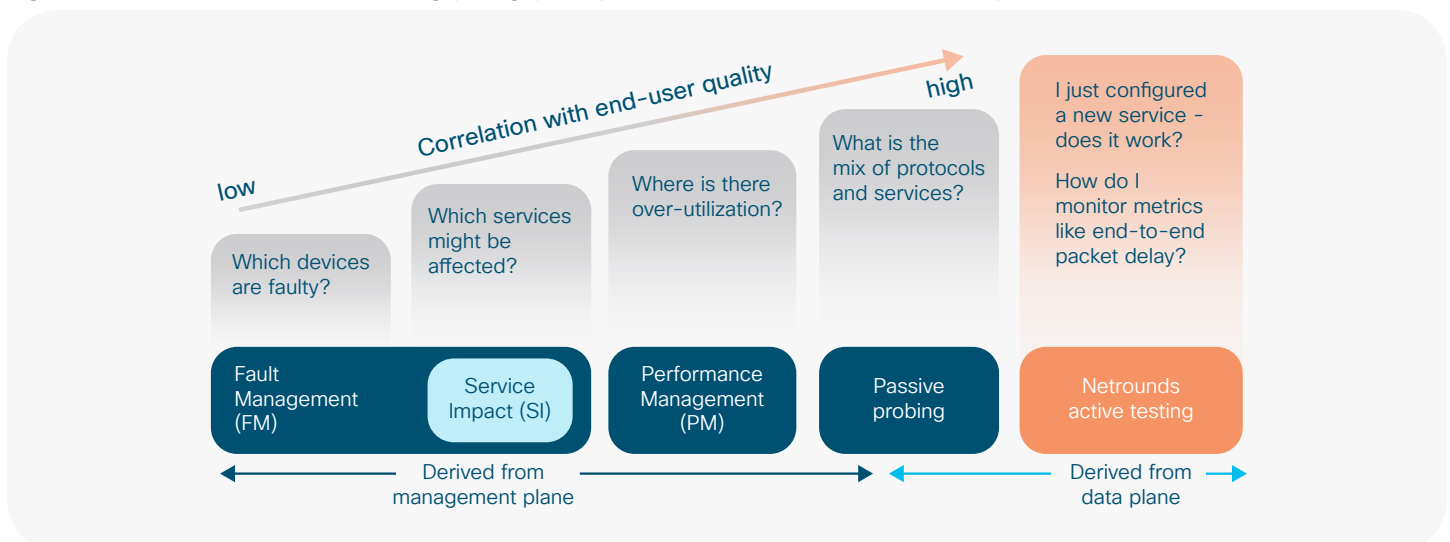 Correlation with end-user quality
low
high
Which devices
are faulty?
Which services
might be
affected?
Where is there
over-utilization?
What is the
mix of protocols
and services?
I just configured
a new service -
does it work?
How do I
monitor metrics
like end-to-end
packet delay?
Fault
Management
(FM)
Service
Impact (SI)
Performance
Management
(PM)
Passive
probing
Netrounds
active testing
Derived from
management plane
Derived from
data plane